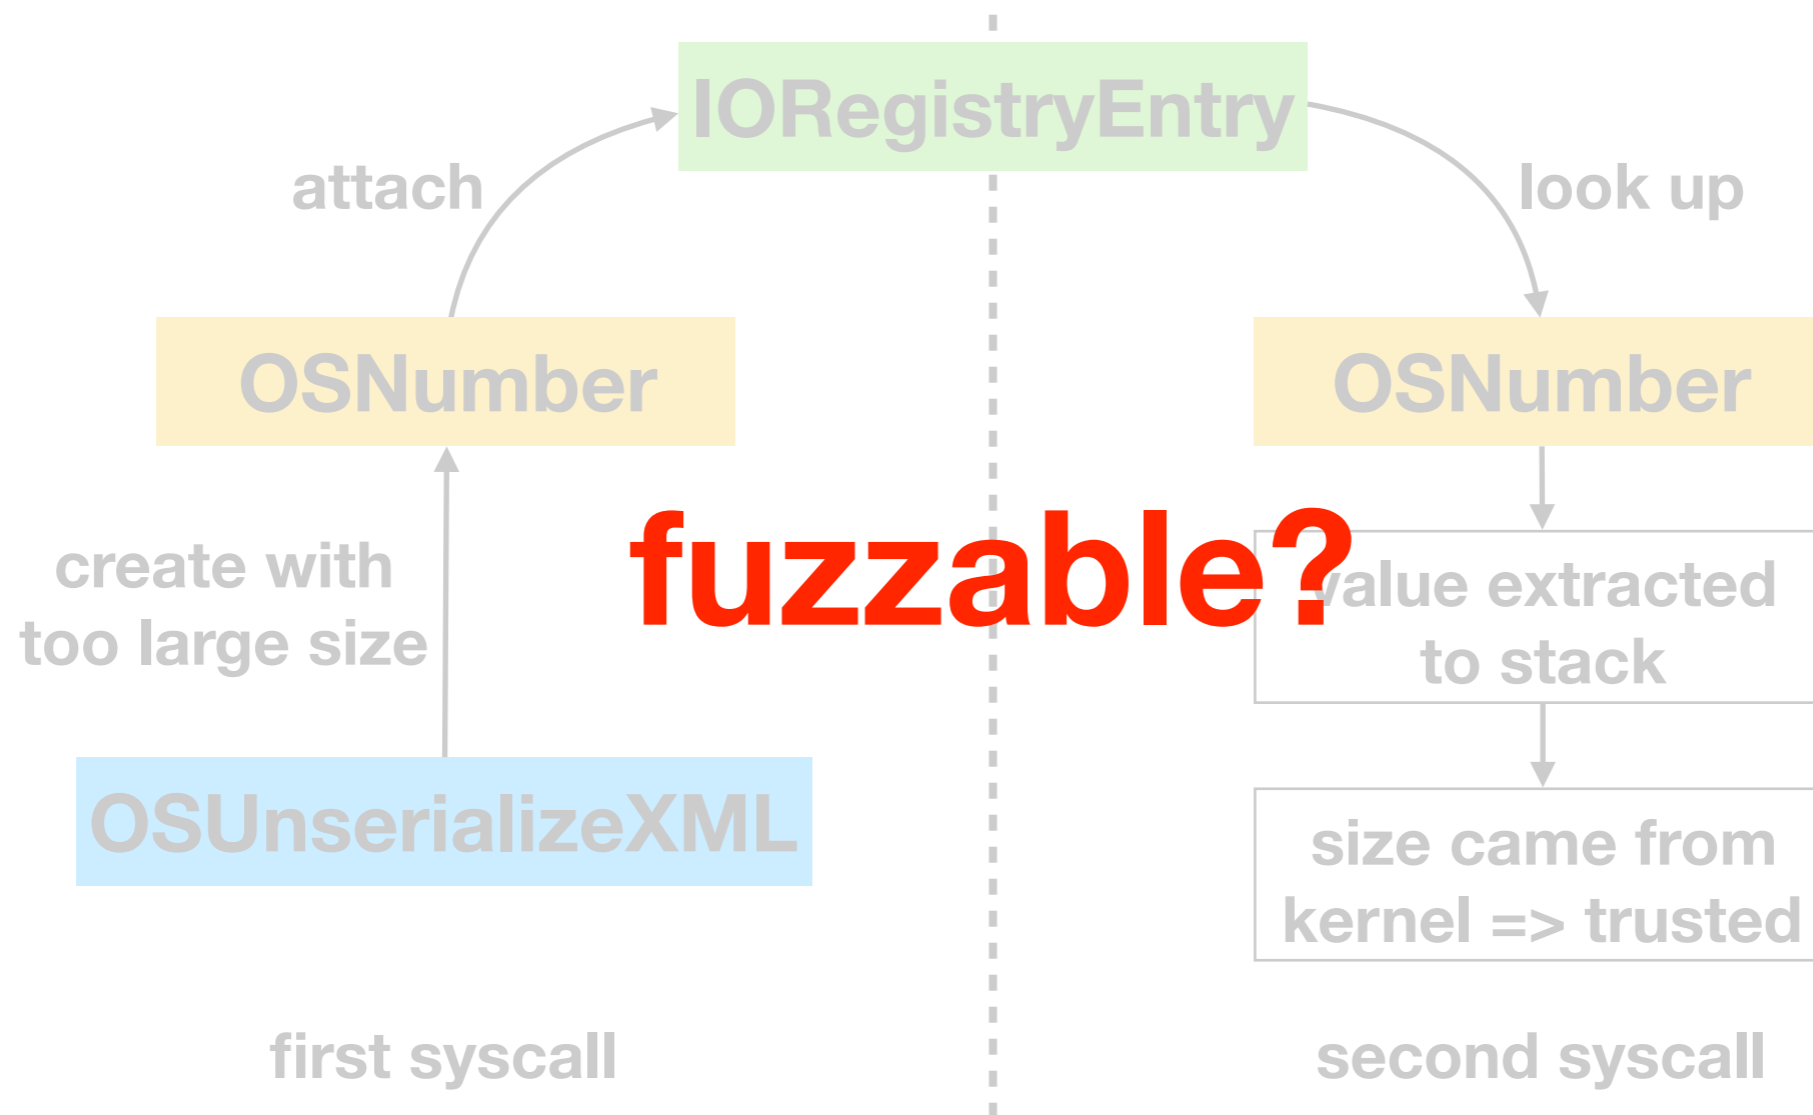 IORegistryEntry
attach
look up
OSNumber
OSNumber
fuzzable?
create with
too large size
value extracted
to stack
OSUnserializeXML
size came from
kernel => trusted
first syscall
second syscall